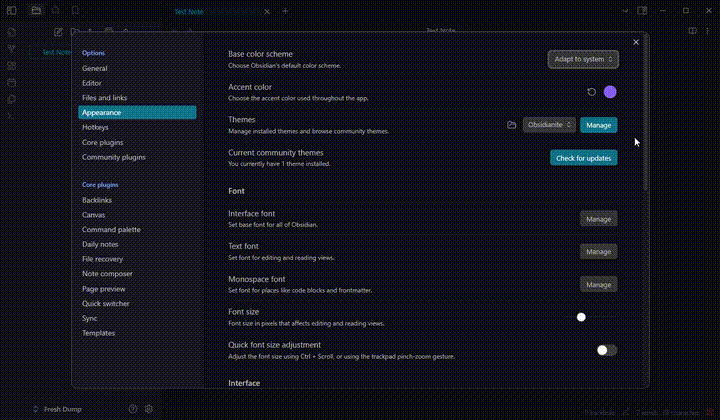 Test Note
Test Note
Test Note
Options
General
Editor
Files and links
Appearance
Hotkeys
Core plugins
Community plugins
Core plugins
Backlinks
Canvas
Command palette
Daily notes
File recovery
Note composer
Page preview
Quick switcher
Sync
Templates
Base color scheme
Choose Obsidian's default color scheme.
Adapt to system
Accent color
Choose the accent color used throughout the app.
Themes
Manage installed themes and browse community themes.
Obsidianite
Manage
Current community themes
You currently have 1 theme installed.
Check for updates
Font
Interface font
Set base font for all of Obsidian.
Manage
Text font
Set font for editing and reading views.
Manage
Monospace font
Set font for places like code blocks and frontmatter.
Manage
Font size
Font size in pixels that affects editing and reading views.
Quick font size adjustment
Adjust the font size using Ctrl + Scroll, or using the trackpad pinch-zoom gesture.
Interface
Fresh Dump